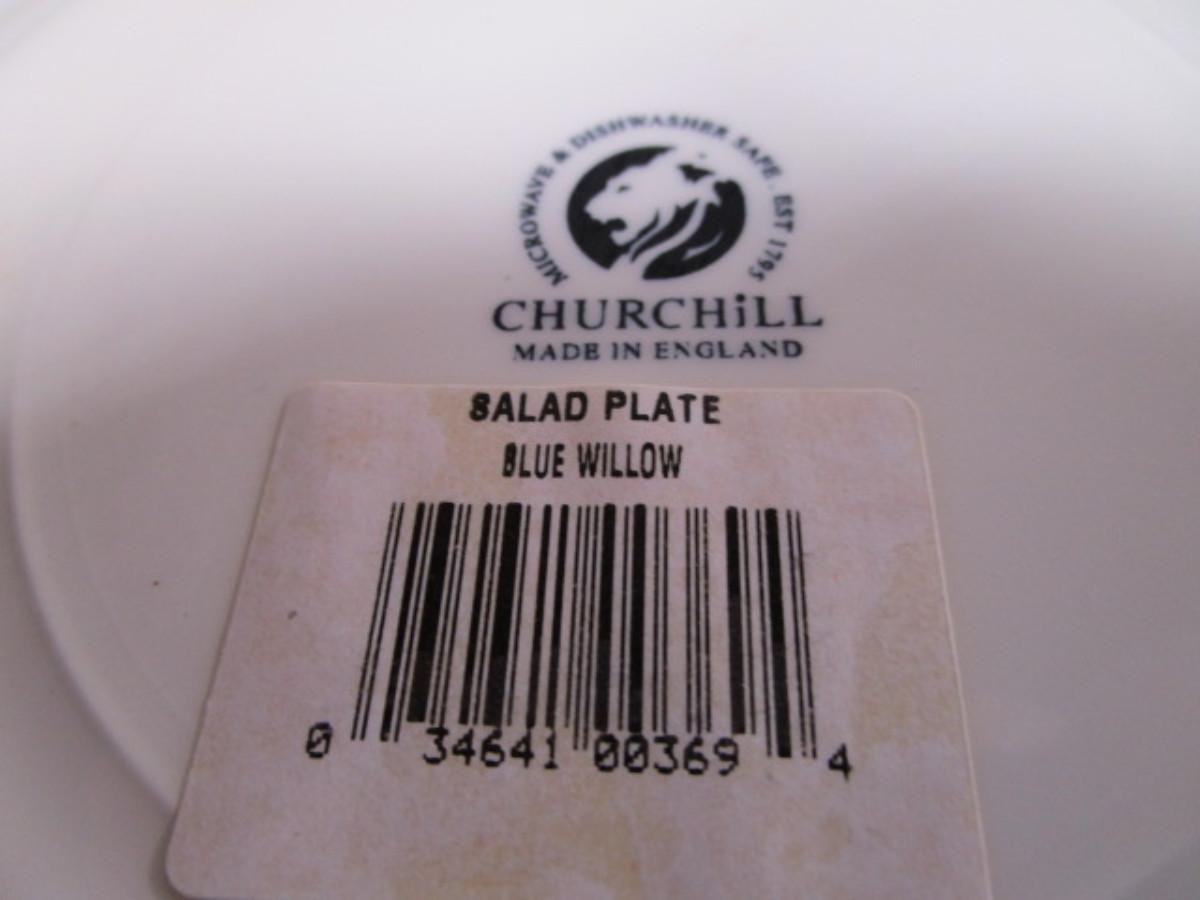 MICROWAVE & DISHWASHER SAFE. EST 1795
CHURCHiLL
MADE IN ENGLAND
SALAD PLATE
BLUE WILLOW
0 34641 00369 4